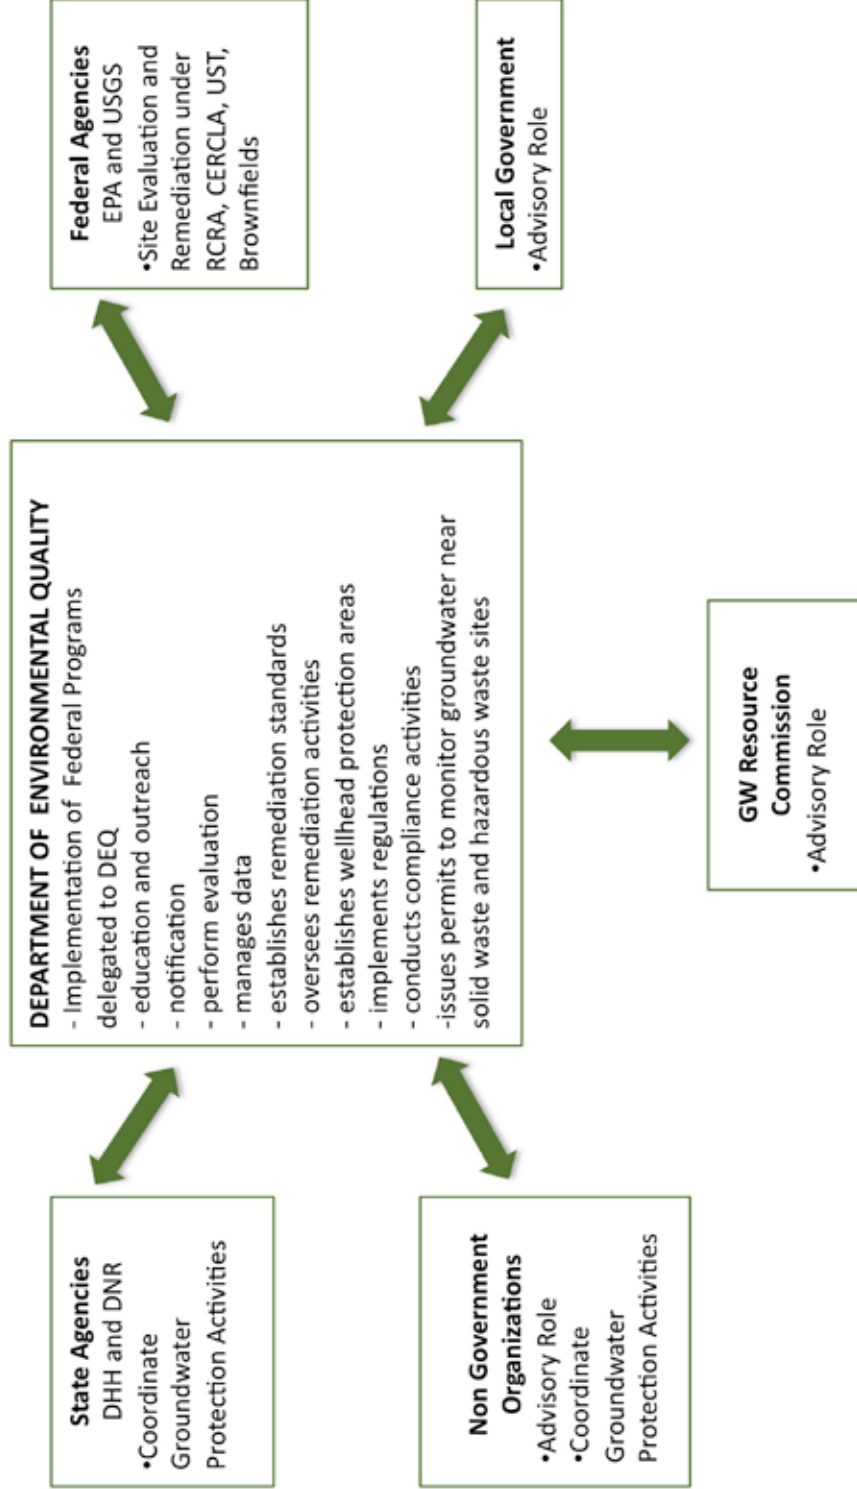 State Agencies
DHH and DNR
•Coordinate
Groundwater
Protection Activities
DEPARTMENT OF ENVIRONMENTAL QUALITY
- Implementation of Federal Programs
delegated to DEQ
- education and outreach
- notification
- perform evaluation
- manages data
- establishes remediation standards
- oversees remediation activities
- establishes wellhead protection areas
- implements regulations
- conducts compliance activities
-issues permits to monitor groundwater near
solid waste and hazardous waste sites
Federal Agencies
EPA and USGS
•Site Evaluation and
Remediation under
RCRA, CERCLA, UST,
Brownfields
Non Government
Organizations
•Advisory Role
•Coordinate
Groundwater
Protection Activities
GW Resource
Commission
•Advisory Role
Local Government
•Advisory Role